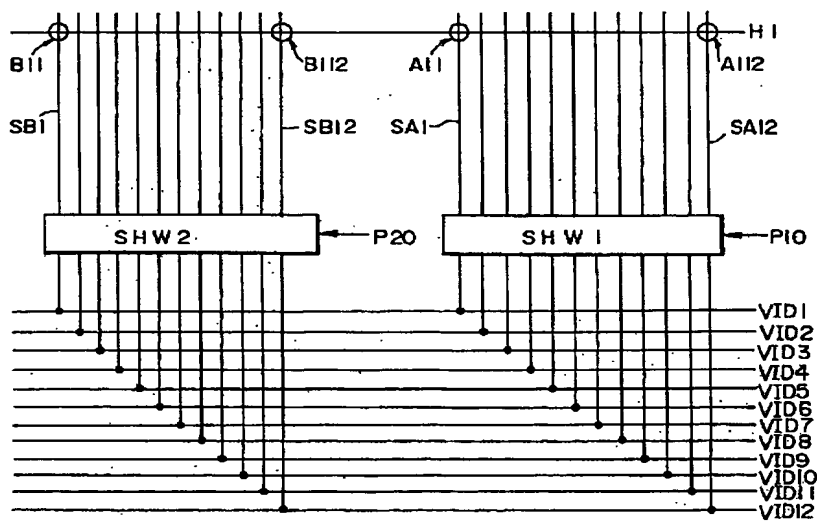 H1
B11 B112 A11 A112
SB1 SB12 SA1 SA12
SHW2 P20 SHW1 P10
VID1
VID2
VID3
VID4
VID5
VID6
VID7
VID8
VID9
VID10
VID11
VID12